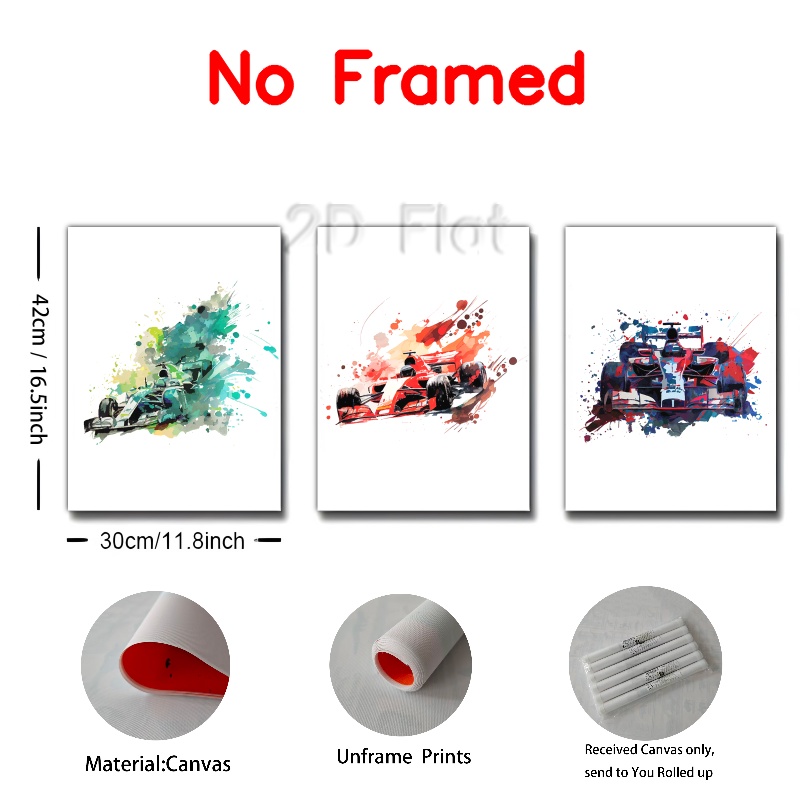 No Framed
2D Flat
42cm / 16.5inch
30cm/11.8inch
Material:Canvas
Unframe Prints
Received Canvas only,
send to You Rolled up